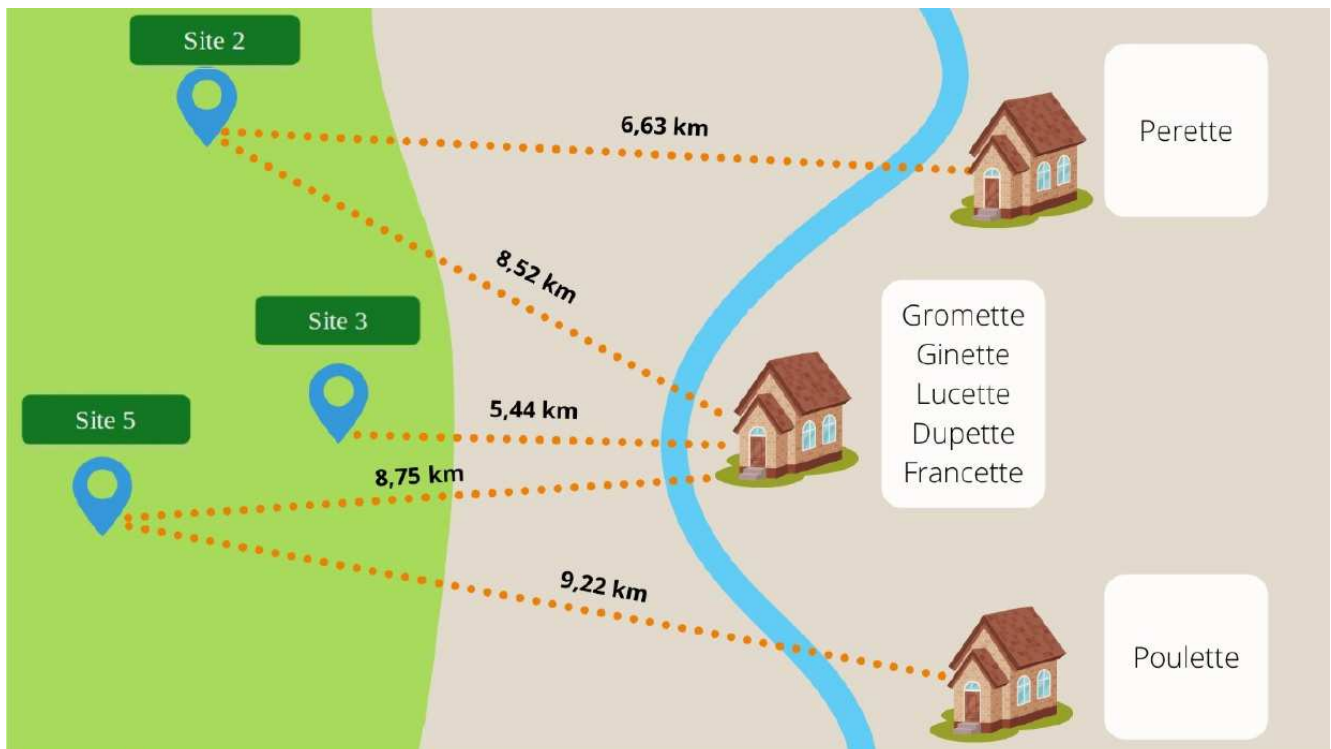 Site 2
6,63 km
Perette
8,52 km
Site 3
Gromette
Ginette
Lucette
Dupette
Francette
5,44 km
Site 5
8,75 km
9,22 km
Poulette